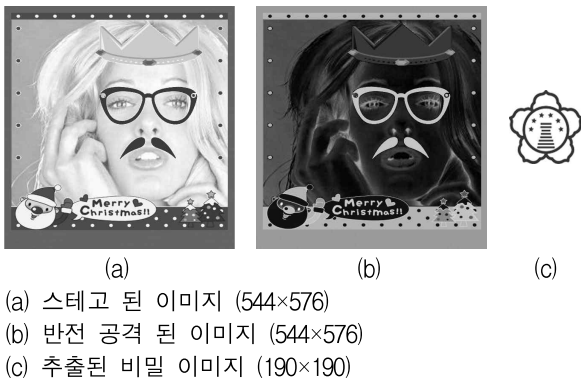 Merry
Christmas!!
Merry
Christmas!!
(a)
(b)
(c)
(a) 스테고 된 이미지 (544×576)
(b) 반전 공격 된 이미지 (544×576)
(c) 추출된 비밀 이미지 (190×190)